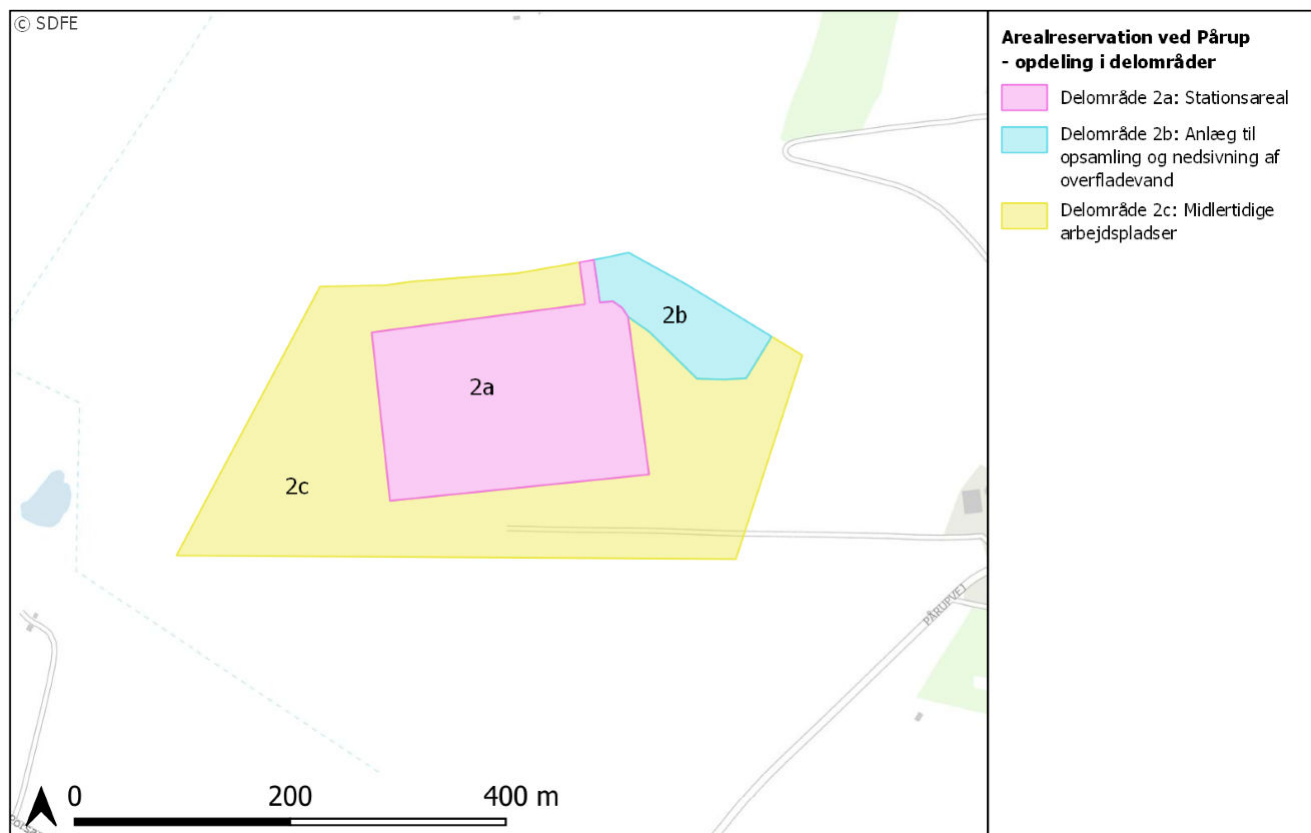 © SDFE
Arealreservation ved Pårup
- opdeling i delområder
Delområde 2a: Stationsareal
Delområde 2b: Anlæg til
opsamling og nedsivning af
overfladevand
Delområde 2c: Midlertidige
arbejdspladser
2b
2a
2c
PÅRUPVEJ
0 200 400 m